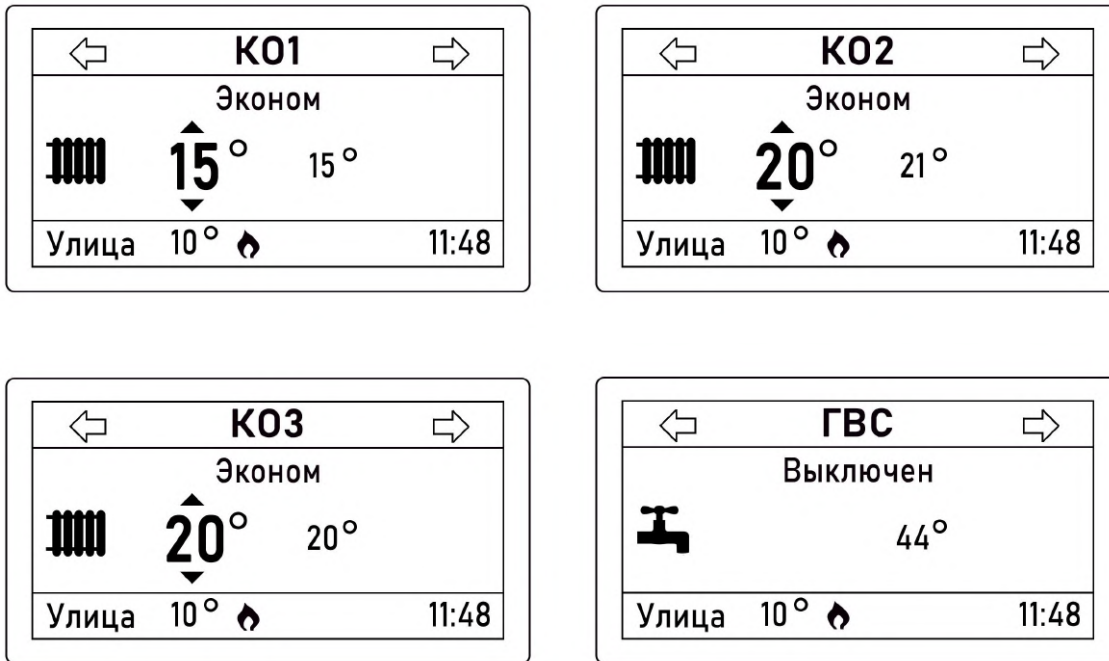 КО1
Эконом
15° 15°
Улица 10° 11:48
КО2
Эконом
20° 21°
Улица 10° 11:48
КО3
Эконом
20° 20°
Улица 10° 11:48
ГВС
Выключен
44°
Улица 10° 11:48